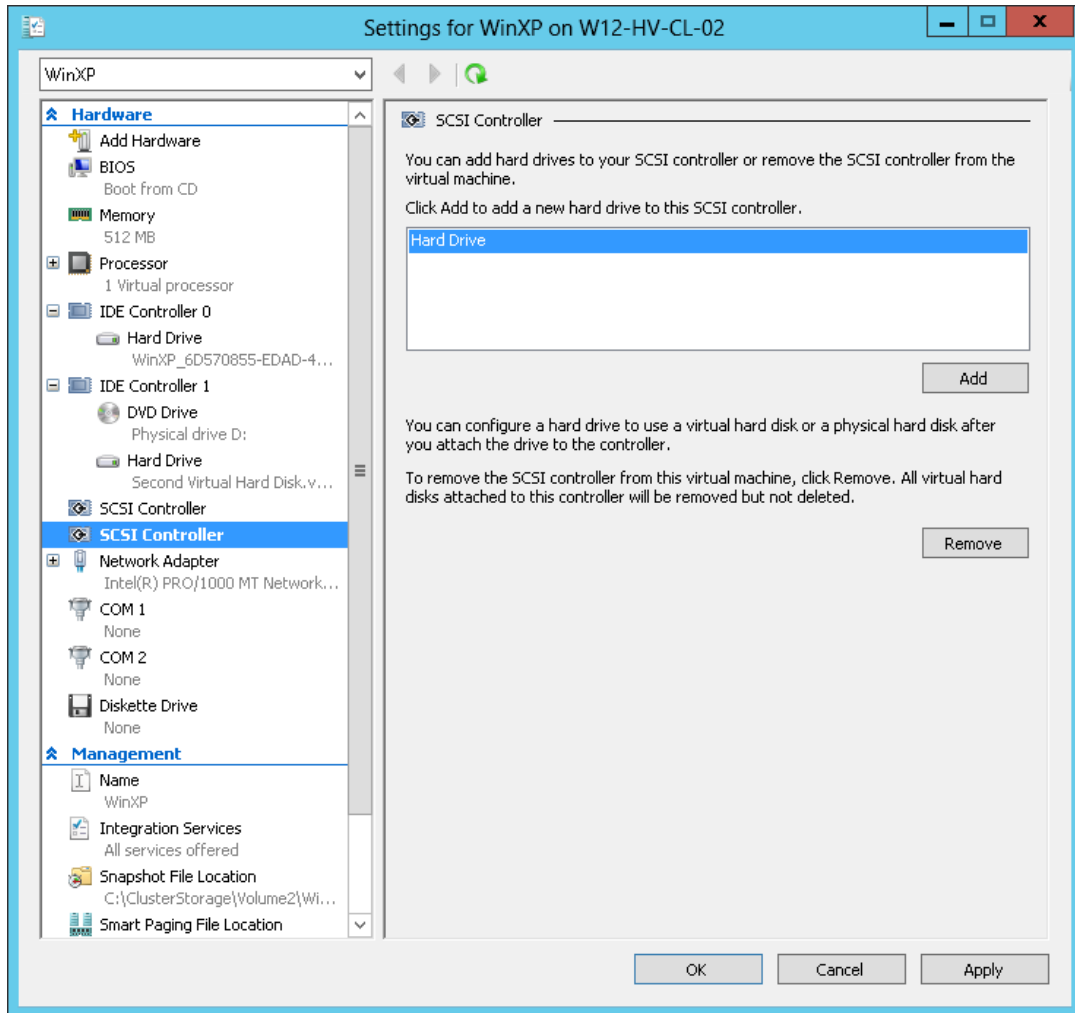 Settings for WinXP on W12-HV-CL-02
WinXP
Hardware
Add Hardware
BIOS
Boot from CD
Memory
512 MB
Processor
1 Virtual processor
IDE Controller 0
Hard Drive
WinXP_6D570855-EDAD-4...
IDE Controller 1
DVD Drive
Physical drive D:
Hard Drive
Second Virtual Hard Disk.v...
SCSI Controller
SCSI Controller
Network Adapter
Intel(R) PRO/1000 MT Network...
COM 1
None
COM 2
None
Diskette Drive
None
Management
Name
WinXP
Integration Services
All services offered
Snapshot File Location
C:\ClusterStorage\Volume2\Wi...
Smart Paging File Location
SCSI Controller
You can add hard drives to your SCSI controller or remove the SCSI controller from the
virtual machine.
Click Add to add a new hard drive to this SCSI controller.
Hard Drive
Add
You can configure a hard drive to use a virtual hard disk or a physical hard disk after
you attach the drive to the controller.
To remove the SCSI controller from this virtual machine, click Remove. All virtual hard
disks attached to this controller will be removed but not deleted.
Remove
OK
Cancel
Apply